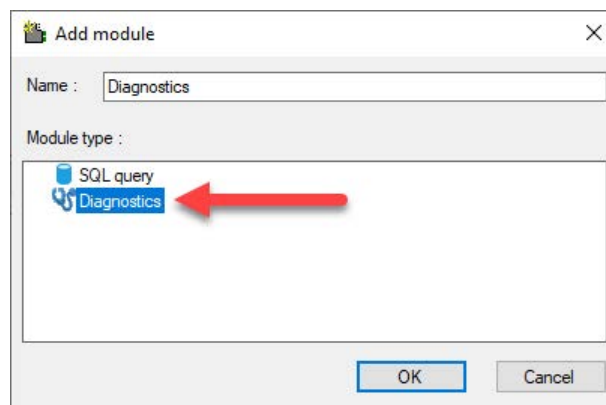 Add module
Name :
Diagnostics
Module type :
SQL query
Diagnostics
OK
Cancel